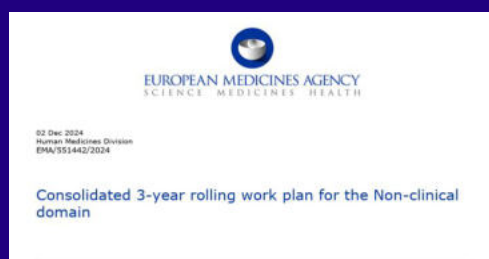 EUROPEAN MEDICINES AGENCY
SCIENCE MEDICINES HEALTH
02 Dec 2024
Human Medicines Division
EMA/551442/2024
Consolidated 3-year rolling work plan for the Non-clinical
domain